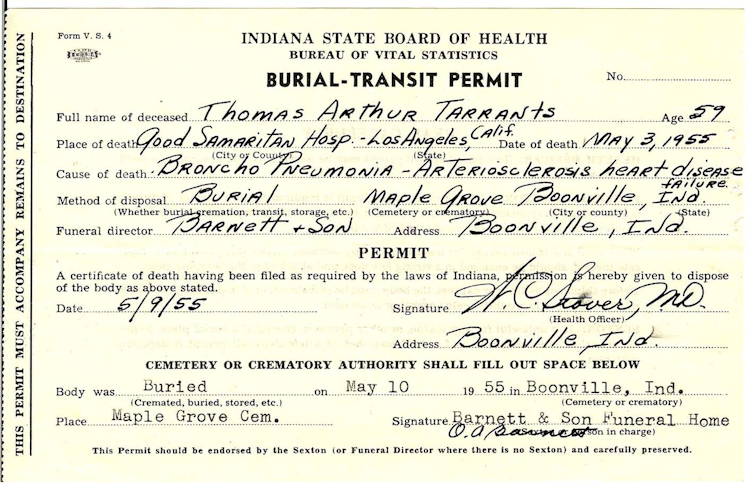 Form V. S. 4
INDIANA STATE BOARD OF HEALTH
BUREAU OF VITAL STATISTICS
BURIAL-TRANSIT PERMIT
No.
Full name of deceased Thomas Arthur Tarrants Age 59
Place of death Good Samaritan Hosp. - Los Angeles, Calif. Date of death May 3, 1955
(City or County) (State)
Cause of death Broncho Pneumonia - Arteriosclerosis heart disease failure.
Method of disposal Burial Maple Grove Boonville, Ind.
(Whether burial, cremation, transit, storage, etc.) (Cemetery or crematory) (City or county) (State)
Funeral director Barnett + Son Address Boonville, Ind.
PERMIT
A certificate of death having been filed as required by the laws of Indiana, permission is hereby given to dispose
of the body as above stated.
Date 5/9/55 Signature W. C. Stover, M.D.
(Health Officer)
Address Boonville, Ind.
CEMETERY OR CREMATORY AUTHORITY SHALL FILL OUT SPACE BELOW
Body was Buried on May 10 1955 in Boonville, Ind.
(Cremated, buried, stored, etc.) (Cemetery or crematory)
Place Maple Grove Cem. Signature Barnett & Son Funeral Home
O.A. Barnett son in charge)
This Permit should be endorsed by the Sexton (or Funeral Director where there is no Sexton) and carefully preserved.
THIS PERMIT MUST ACCOMPANY REMAINS TO DESTINATION